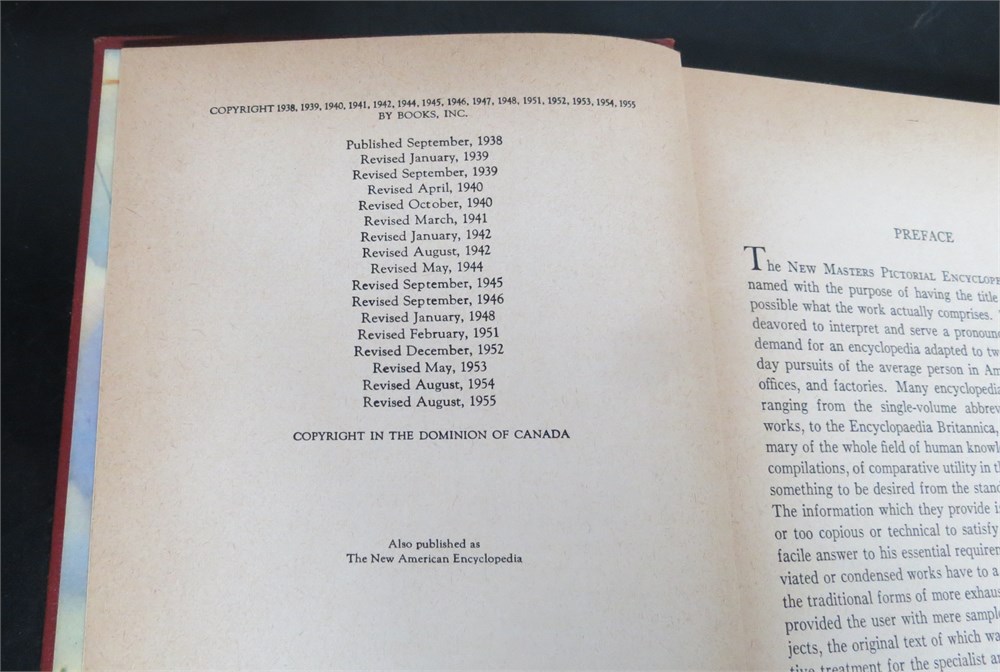 COPYRIGHT 1938, 1939, 1940, 1941, 1942, 1944, 1945, 1946, 1947, 1948, 1951, 1952, 1953, 1954, 1955
BY BOOKS, INC.
Published September, 1938
Revised January, 1939
Revised September, 1939
Revised April, 1940
Revised October, 1940
Revised March, 1941
Revised January, 1942
Revised August, 1942
Revised May, 1944
Revised September, 1945
Revised September, 1946
Revised January, 1948
Revised February, 1951
Revised December, 1952
Revised May, 1953
Revised August, 1954
Revised August, 1955
COPYRIGHT IN THE DOMINION OF CANADA
Also published as
The New American Encyclopedia
PREFACE
The NEW MASTERS PICTORIAL
named with the purpose of having the title
possible what the work actually comprises.
deavored to interpret and serve a
demand for an encyclopedia adapted to
day pursuits of the average person in
offices, and factories. Many
ranging from the single-volume
works, to the Encyclopaedia Britannica,
mary of the whole field of human
compilations, of comparative utility in
something to be desired from the
The information which they provide
or too copious or technical to satisfy
facile answer to his essential
viated or condensed works have to a
the traditional forms of more
provided the user with mere
jects, the original text of which
tive treatment for the specialist